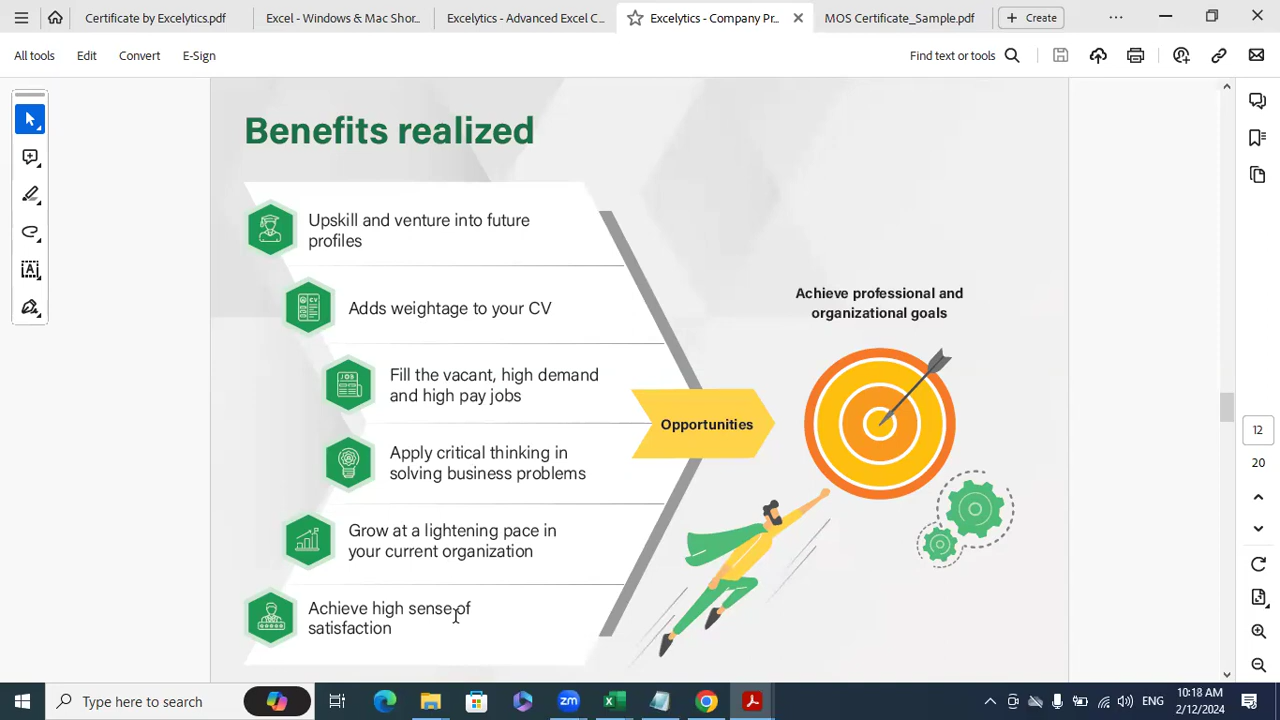 Certificate by Excelytics.pdf
Excel - Windows & Mac Shor...
Excelytics - Advanced Excel C...
Excelytics - Company Pr...
MOS Certificate_Sample.pdf
Create
All tools
Edit
Convert
E-Sign
Find text or tools
Benefits realized
Upskill and venture into future
profiles
Adds weightage to your CV
Fill the vacant, high demand
and high pay jobs
Apply critical thinking in
solving business problems
Grow at a lightening pace in
your current organization
Achieve high sense of
satisfaction
Opportunities
Achieve professional and
organizational goals
CV
JOB
12
20
Type here to search
zm
ENG
10:18 AM
2/12/2024